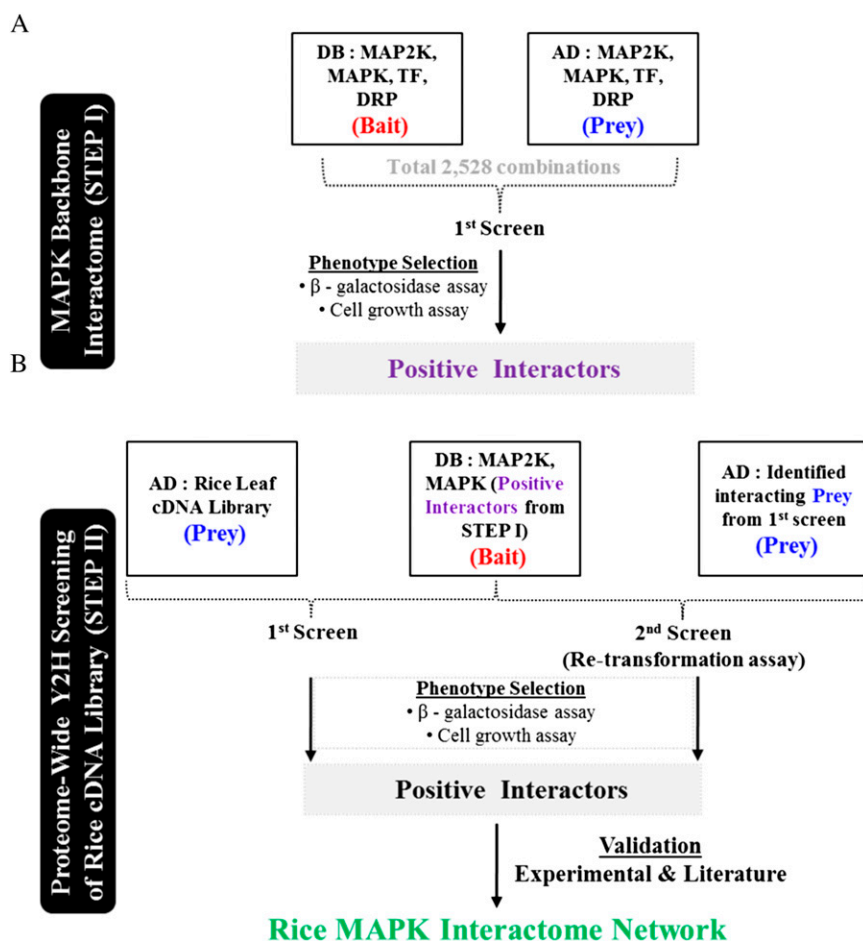 A
MAPK Backbone
Interactome (STEP I)
DB : MAP2K,
MAPK, TF,
DRP
(Bait)
AD : MAP2K,
MAPK, TF,
DRP
(Prey)
Total 2,528 combinations
1st Screen
Phenotype Selection
• β - galactosidase assay
• Cell growth assay
Positive Interactors
B
Proteome-Wide Y2H Screening
of Rice cDNA Library (STEP II)
AD : Rice Leaf
cDNA Library
(Prey)
DB : MAP2K,
MAPK (Positive
Interactors from
STEP I)
(Bait)
AD : Identified
interacting Prey
from 1st screen
(Prey)
1st Screen
2nd Screen
(Re-transformation assay)
Phenotype Selection
• β - galactosidase assay
• Cell growth assay
Positive Interactors
Validation
Experimental & Literature
Rice MAPK Interactome Network